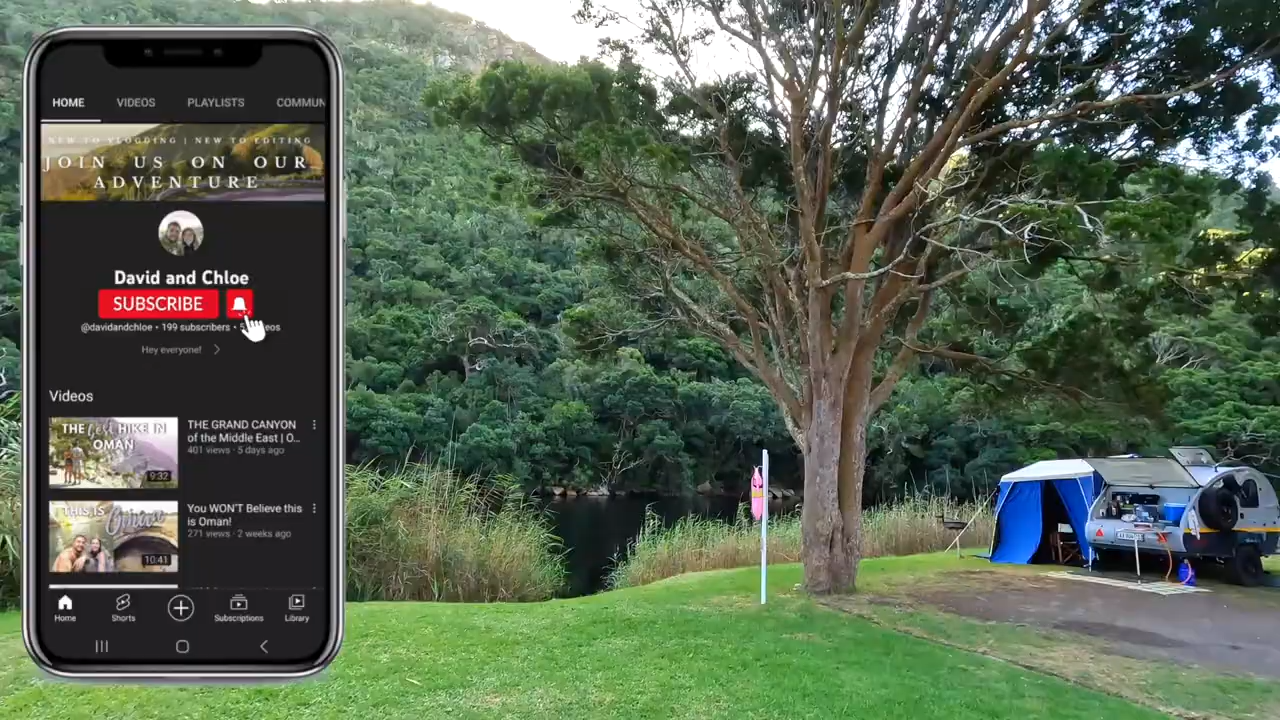 HOME VIDEOS PLAYLISTS COMMUN
NEW TO VLOGGING | NEW TO EDITING
JOIN US ON OUR
ADVENTURE
David and Chloe
SUBSCRIBE
@davidandchloe • 199 subscribers •
Hey everyone!
Videos
THE best HIKE IN
OMAN
9:32
THE GRAND CANYON
of the Middle East | O...
401 views · 5 days ago
THIS IS
10:41
You WON'T Believe this
is Oman!
271 views · 2 weeks ago
Home Shorts Subscriptions Library